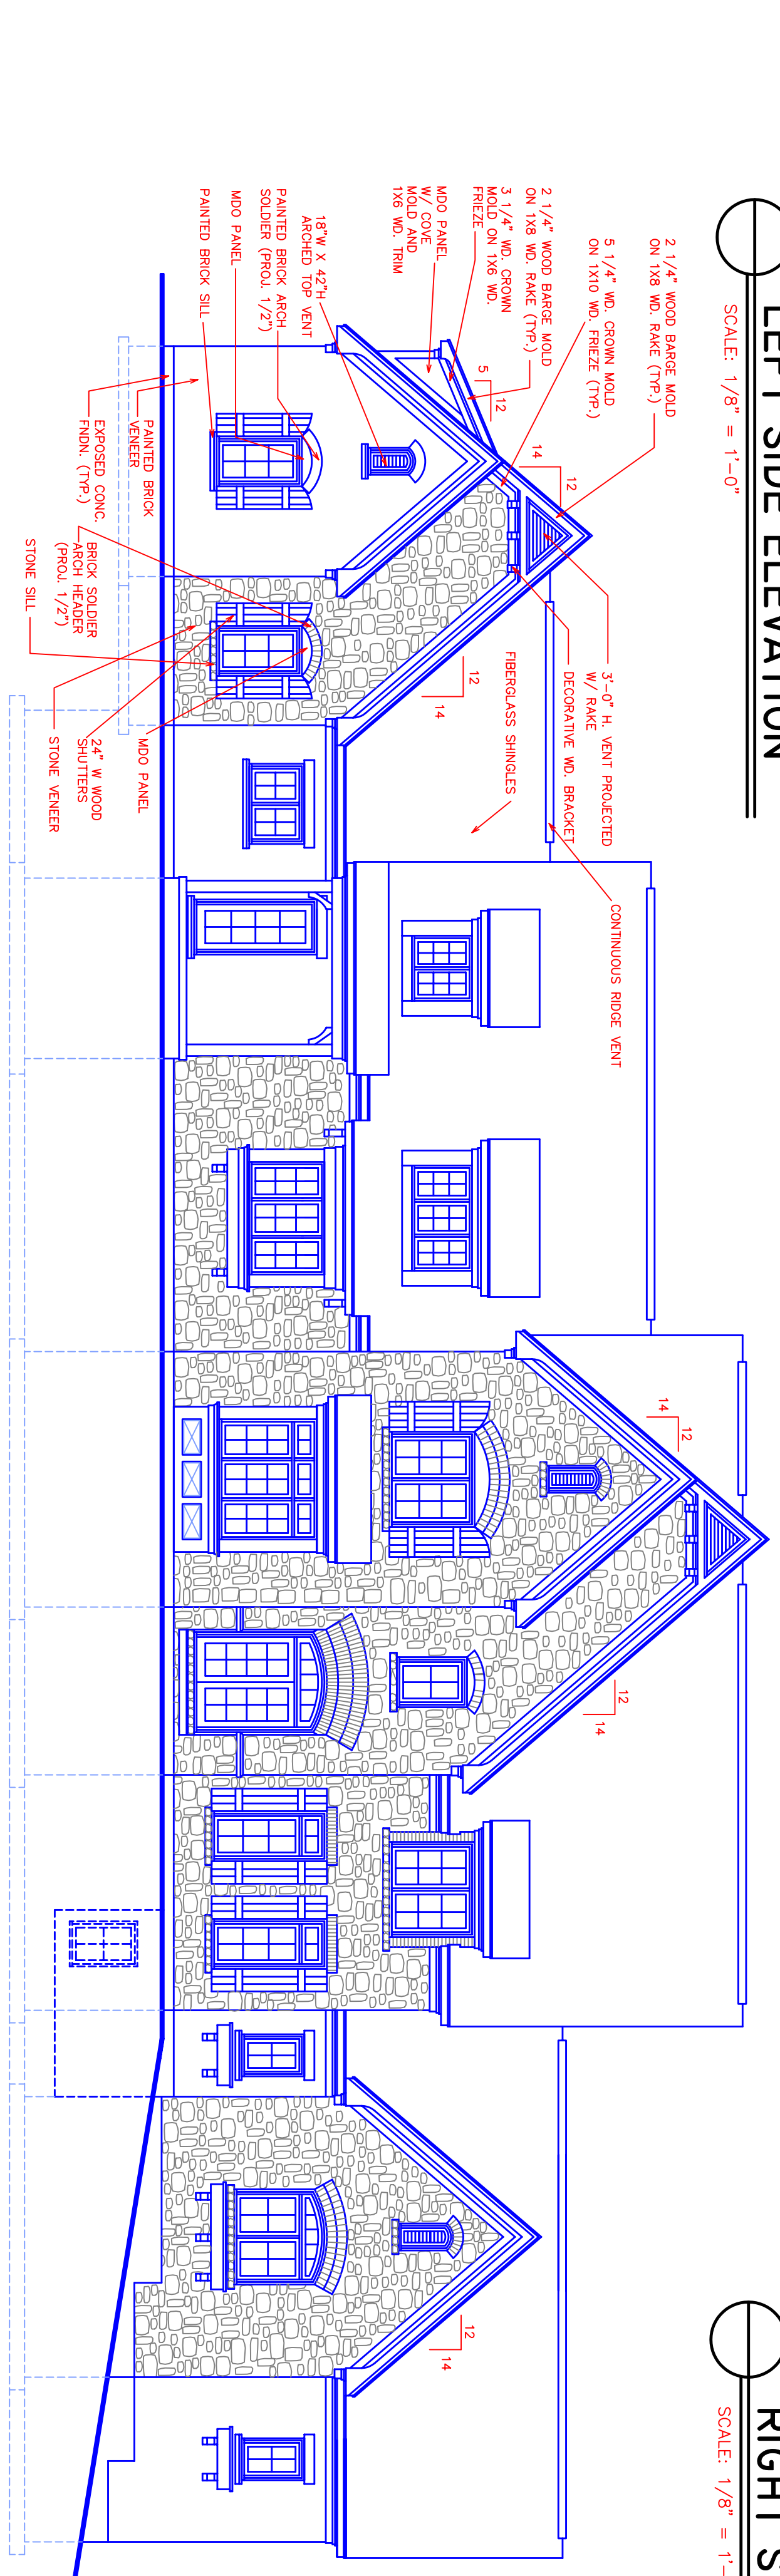 LEFT SIDE ELEVATION
SCALE: 1/8" = 1'-0"
RIGHT S
SCALE: 1/8" = 1'-
2 1/4" WOOD BARGE MOLD
ON 1X8 WD. RAKE (TYP.)
5 1/4" WD. CROWN MOLD
ON 1X10 WD. FRIEZE (TYP.)
2 1/4" WOOD BARGE MOLD
ON 1X8 WD. RAKE (TYP.)
3 1/4" WD. CROWN
MOLD ON 1X6 WD.
FRIEZE
MDO PANEL
W/ COVE
MOLD AND
1X6 WD. TRIM
18"W X 42"H
ARCHED TOP VENT
PAINTED BRICK ARCH
SOLDIER (PROJ. 1/2")
MDO PANEL
PAINTED BRICK SILL
5
12
14
12
12
14
3'-0" H. VENT PROJECTED
W/ RAKE
DECORATIVE WD. BRACKET
FIBERGLASS SHINGLES
CONTINUOUS RIDGE VENT
14
12
12
14
12
14
PAINTED BRICK
VENEER
EXPOSED CONC.
FNDN. (TYP.)
BRICK SOLDIER
ARCH HEADER
(PROJ. 1/2")
STONE SILL
MDO PANEL
24" W WOOD
SHUTTERS
STONE VENEER